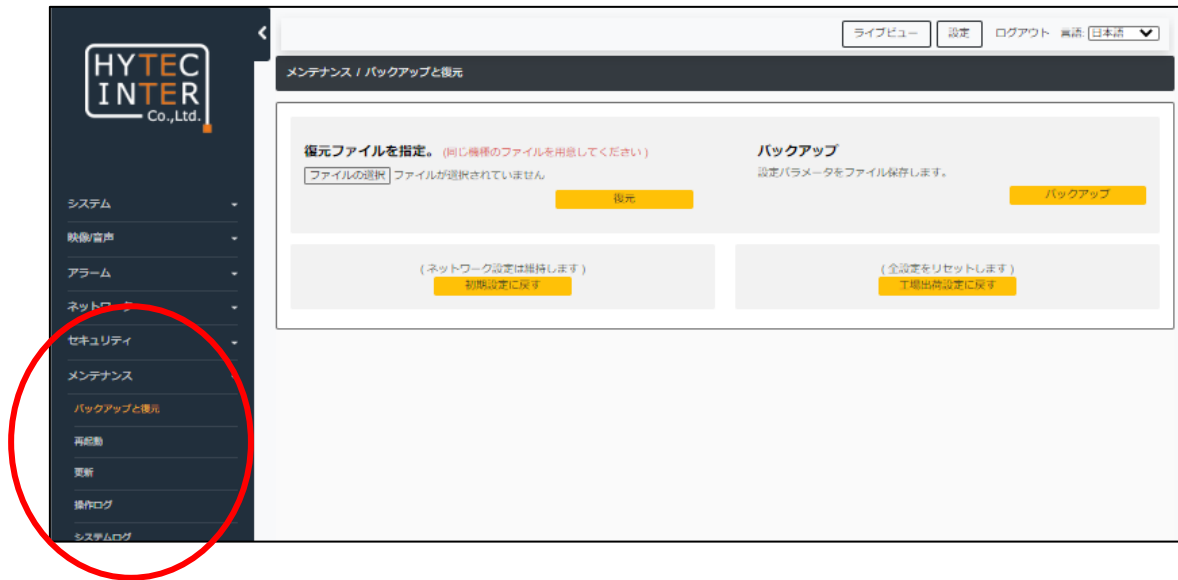 HYTEC
INTER
Co.,Ltd.
ライブビュー 設定 ログアウト 言語: 日本語
メンテナンス / バックアップと復元
復元ファイルを指定。 (同じ機種のファイルを用意してください)
ファイルの選択 ファイルが選択されていません
復元
バックアップ
設定パラメータをファイル保存します。
バックアップ
(ネットワーク設定は維持します)
初期設定に戻す
(全設定をリセットします)
工場出荷設定に戻す
システム
映像/音声
アラーム
ネットワーク
セキュリティ
メンテナンス
バックアップと復元
再起動
更新
操作ログ
システムログ